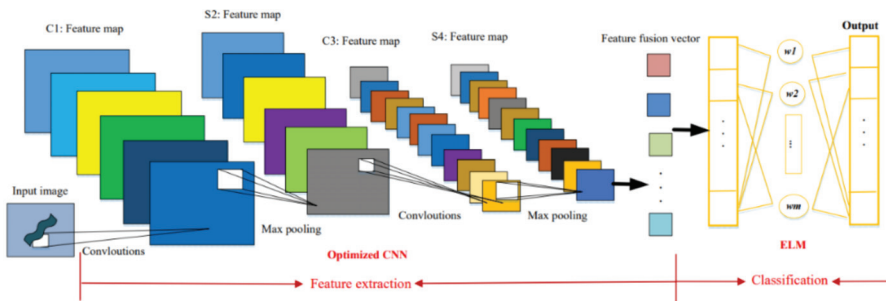 C1: Feature map
S2: Feature map
C3: Feature map
S4: Feature map
Feature fusion vector
Output
w1
w2
...
wm
Input image
Convloutions
Max pooling
Convloutions
Max pooling
Optimized CNN
ELM
Feature extraction
Classification